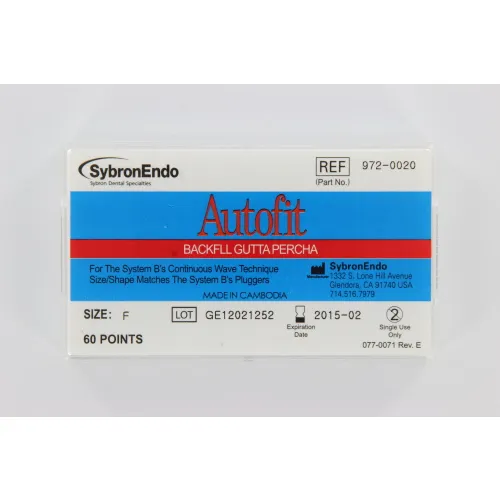 SybronEndo
Sybron Dental Specialties
REF 972-0020
(Part No.)
Autofit
BACKFLL GUTTA PERCHA
For The System B's Continuous Wave Technique
Size/Shape Matches The System B's Pluggers
MADE IN CAMBODIA
Manufacturer
SybronEndo
1332 S. Lone Hill Avenue
Glendora, CA 91740 USA
714.516.7979
SIZE: F
LOT GE12021252
Expiration
Date
2015-02
2
Single Use
Only
60 POINTS
077-0071 Rev. E